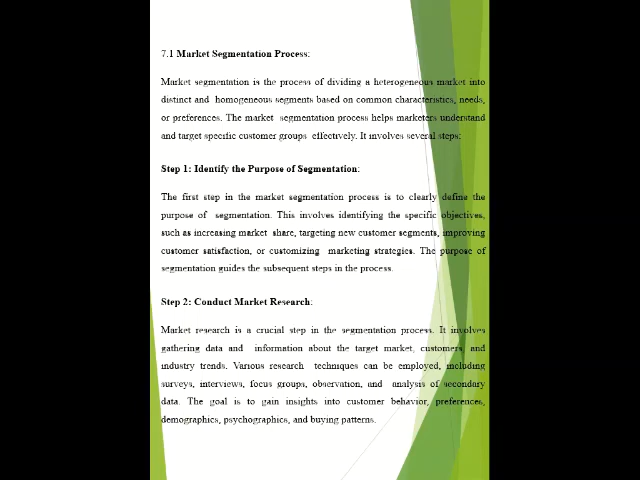 7.1 Market Segmentation Process:
Market segmentation is the process of dividing a heterogeneous market into
distinct and homogeneous segments based on common characteristics, needs,
or preferences. The market segmentation process helps marketers understand
and target specific customer groups effectively. It involves several steps:
Step 1: Identify the Purpose of Segmentation:
The first step in the market segmentation process is to clearly define the
purpose of segmentation. This involves identifying the specific objectives,
such as increasing market share, targeting new customer segments, improving
customer satisfaction, or customizing marketing strategies. The purpose of
segmentation guides the subsequent steps in the process.
Step 2: Conduct Market Research:
Market research is a crucial step in the segmentation process. It involves
gathering data and information about the target market, customers, and
industry trends. Various research techniques can be employed, including
surveys, interviews, focus groups, observation, and analysis of secondary
data. The goal is to gain insights into customer behavior, preferences,
demographics, psychographics, and buying patterns.